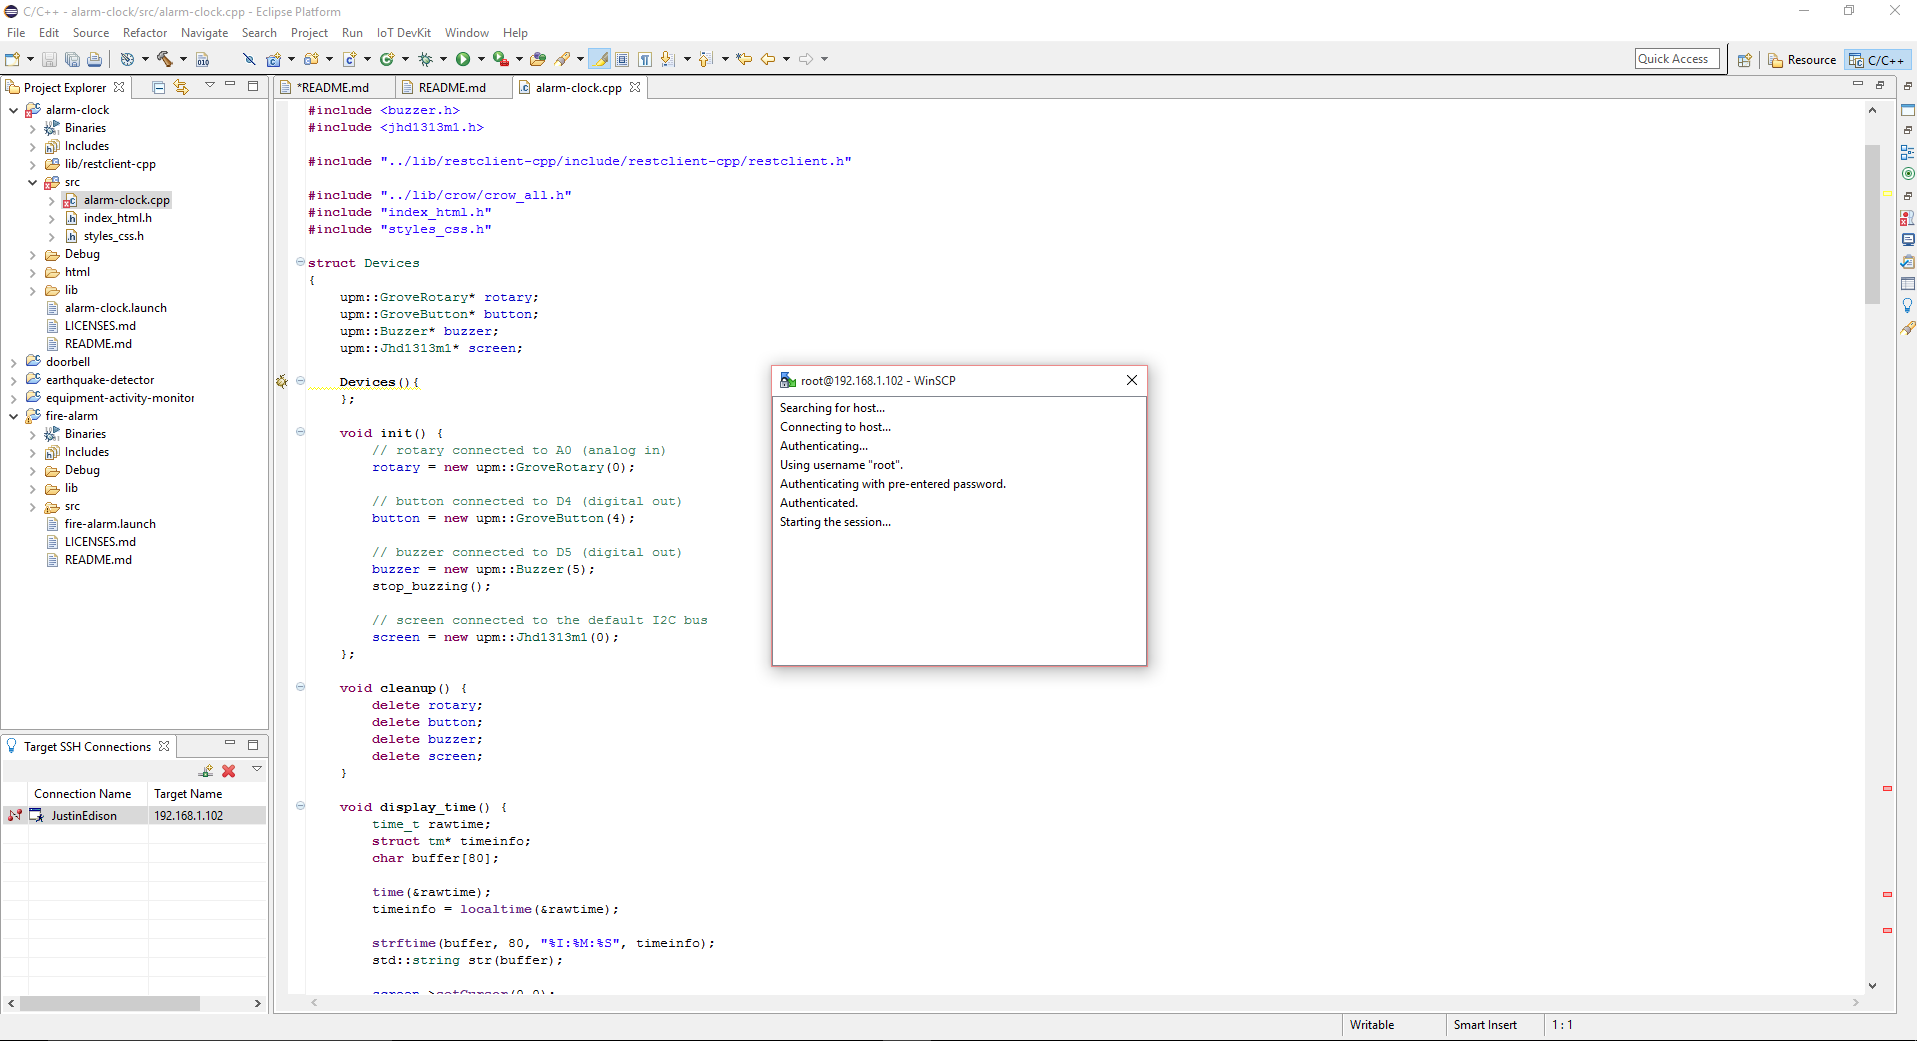 C/C++ - alarm-clock/src/alarm-clock.cpp - Eclipse Platform
File Edit Source Refactor Navigate Search Project Run IoT DevKit Window Help
Quick Access
Resource
C/C++
Project Explorer
alarm-clock
Binaries
Includes
lib/restclient-cpp
src
alarm-clock.cpp
index_html.h
styles_css.h
Debug
html
lib
alarm-clock.launch
LICENSES.md
README.md
doorbell
earthquake-detector
equipment-activity-monitor
fire-alarm
Binaries
Includes
Debug
lib
src
fire-alarm.launch
LICENSES.md
README.md
Target SSH Connections
Connection Name Target Name
JustinEdison 192.168.1.102
*README.md README.md alarm-clock.cpp
#include <buzzer.h>
#include <jhd1313m1.h>
#include "../lib/restclient-cpp/include/restclient-cpp/restclient.h"
#include "../lib/crow/crow_all.h"
#include "index_html.h"
#include "styles_css.h"
struct Devices
{
upm::GroveRotary* rotary;
upm::GroveButton* button;
upm::Buzzer* buzzer;
upm::Jhd1313m1* screen;
Devices(){
};
void init() {
// rotary connected to A0 (analog in)
rotary = new upm::GroveRotary(0);
// button connected to D4 (digital out)
button = new upm::GroveButton(4);
// buzzer connected to D5 (digital out)
buzzer = new upm::Buzzer(5);
stop_buzzing();
// screen connected to the default I2C bus
screen = new upm::Jhd1313m1(0);
};
void cleanup() {
delete rotary;
delete button;
delete buzzer;
delete screen;
}
void display_time() {
time_t rawtime;
struct tm* timeinfo;
char buffer[80];
time(&rawtime);
timeinfo = localtime(&rawtime);
strftime(buffer, 80, "%I:%M:%S", timeinfo);
std::string str(buffer);
screen->setCursor(0,0);
root@192.168.1.102 - WinSCP
Searching for host...
Connecting to host...
Authenticating...
Using username "root".
Authenticating with pre-entered password.
Authenticated.
Starting the session...
Writable
Smart Insert
1 : 1